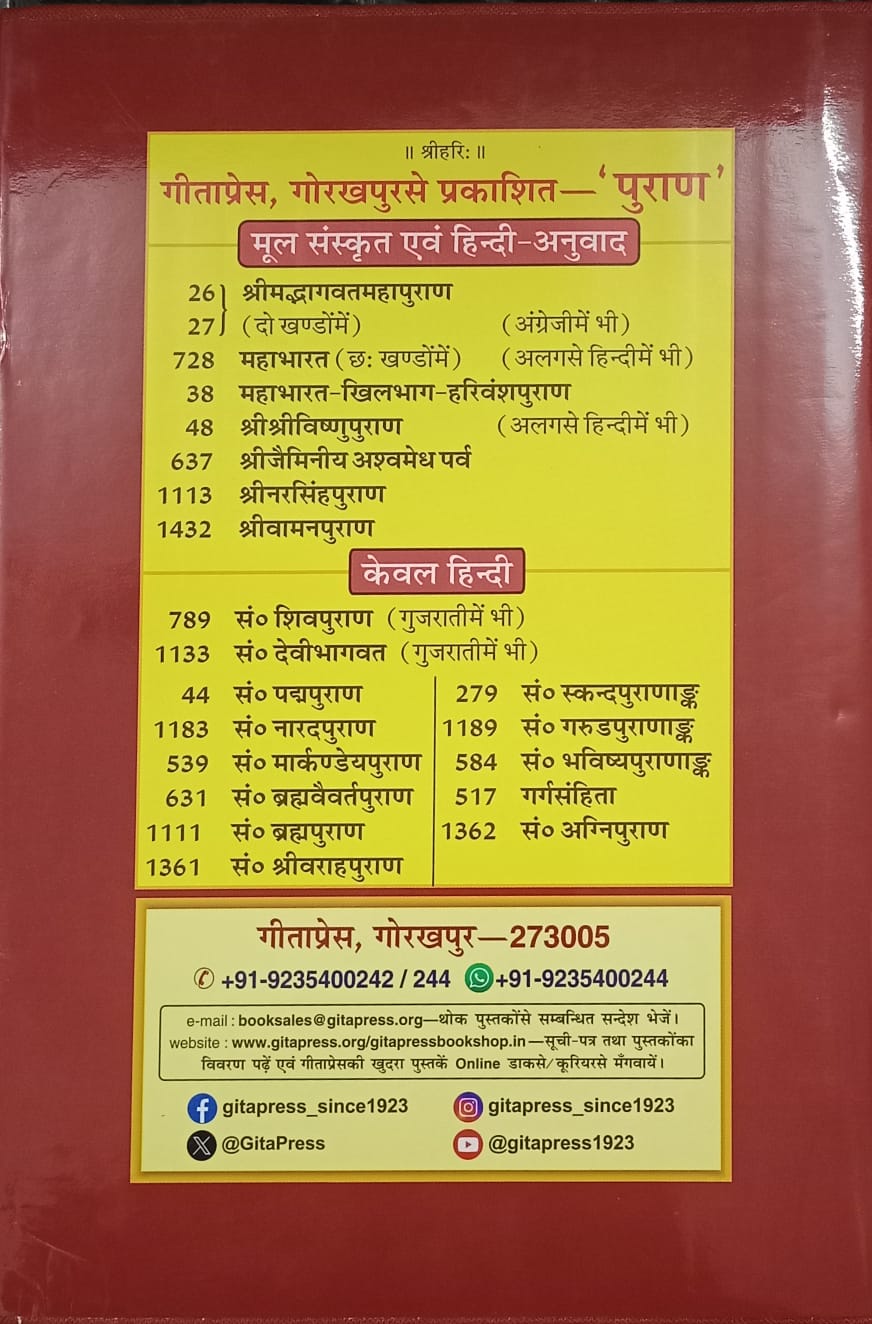 ॥ श्रीहरि: ॥
गीताप्रेस, गोरखपुरसे प्रकाशित—‘पुराण’
मूल संस्कृत एवं हिन्दी-अनुवाद
26 } श्रीमद्भागवतमहापुराण
27 } (दो खण्डोंमें) (अंग्रेजीमें भी)
728 महाभारत (छ: खण्डोंमें) (अलगसे हिन्दीमें भी)
38 महाभारत-खिलभाग-हरिवंशपुराण
48 श्रीश्रीविष्णुपुराण (अलगसे हिन्दीमें भी)
637 श्रीजैमिनीय अश्वमेध पर्व
1113 श्रीनरसिंहपुराण
1432 श्रीवामनपुराण
केवल हिन्दी
789 सं० शिवपुराण (गुजरातीमें भी)
1133 सं० देवीभागवत (गुजरातीमें भी)
44 सं० पद्मपुराण
1183 सं० नारदपुराण
539 सं० मार्कण्डेयपुराण
631 सं० ब्रह्मवैवर्तपुराण
1111 सं० ब्रह्मपुराण
1361 सं० श्रीवराहपुराण
279 सं० स्कन्दपुराणाङ्क
1189 सं० गरुडपुराणाङ्क
584 सं० भविष्यपुराणाङ्क
517 गर्गसंहिता
1362 सं० अग्निपुराण
गीताप्रेस, गोरखपुर—273005
+91-9235400242 / 244 +91-9235400244
e-mail : booksales@gitapress.org—थोक पुस्तकोंसे सम्बन्धित सन्देश भेजें।
website : www.gitapress.org/gitapressbookshop.in—सूची-पत्र तथा पुस्तकोंका
विवरण पढ़ें एवं गीताप्रेसकी खुदरा पुस्तकें Online डाकसे/कूरियरसे मँगवायें।
gitapress_since1923 gitapress_since1923
@GitaPress @gitapress1923